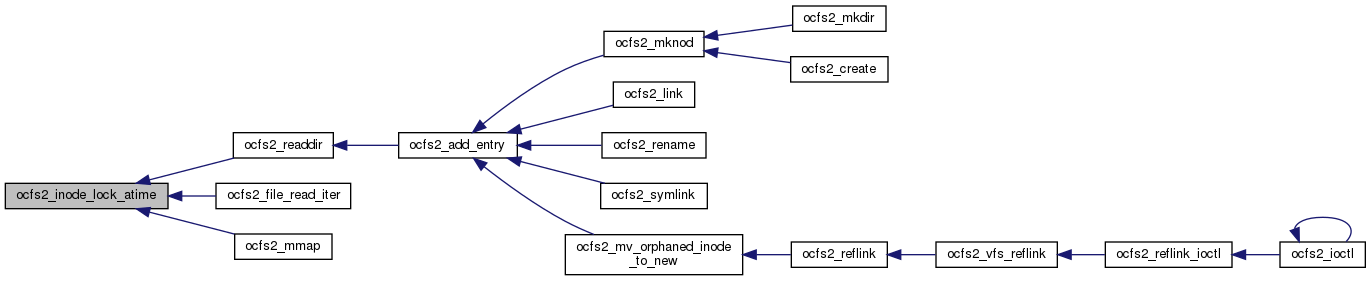 ocfs2_mkdir
ocfs2_mknod
ocfs2_create
ocfs2_link
ocfs2_readdir
ocfs2_add_entry
ocfs2_rename
ocfs2_inode_lock_atime
ocfs2_file_read_iter
ocfs2_symlink
ocfs2_mmap
ocfs2_mv_orphaned_inode
_to_new
ocfs2_reflink
ocfs2_vfs_reflink
ocfs2_reflink_ioctl
ocfs2_ioctl